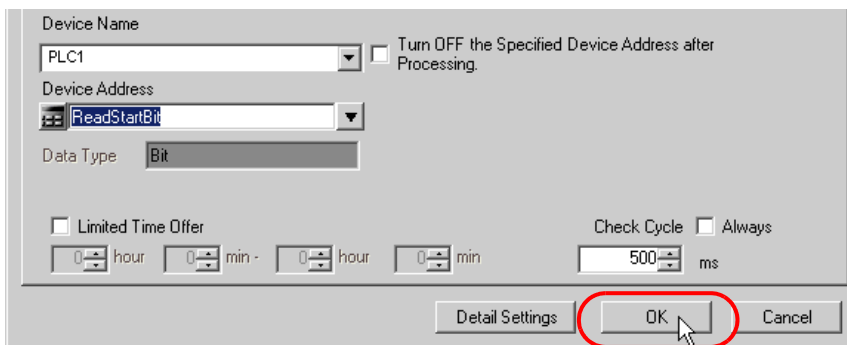 Device Name
PLC1
Turn OFF the Specified Device Address after
Processing.
Device Address
ReadStartBit
Data Type Bit
Limited Time Offer
Check Cycle Always
0 hour 0 min - 0 hour 0 min
500 ms
Detail Settings OK Cancel